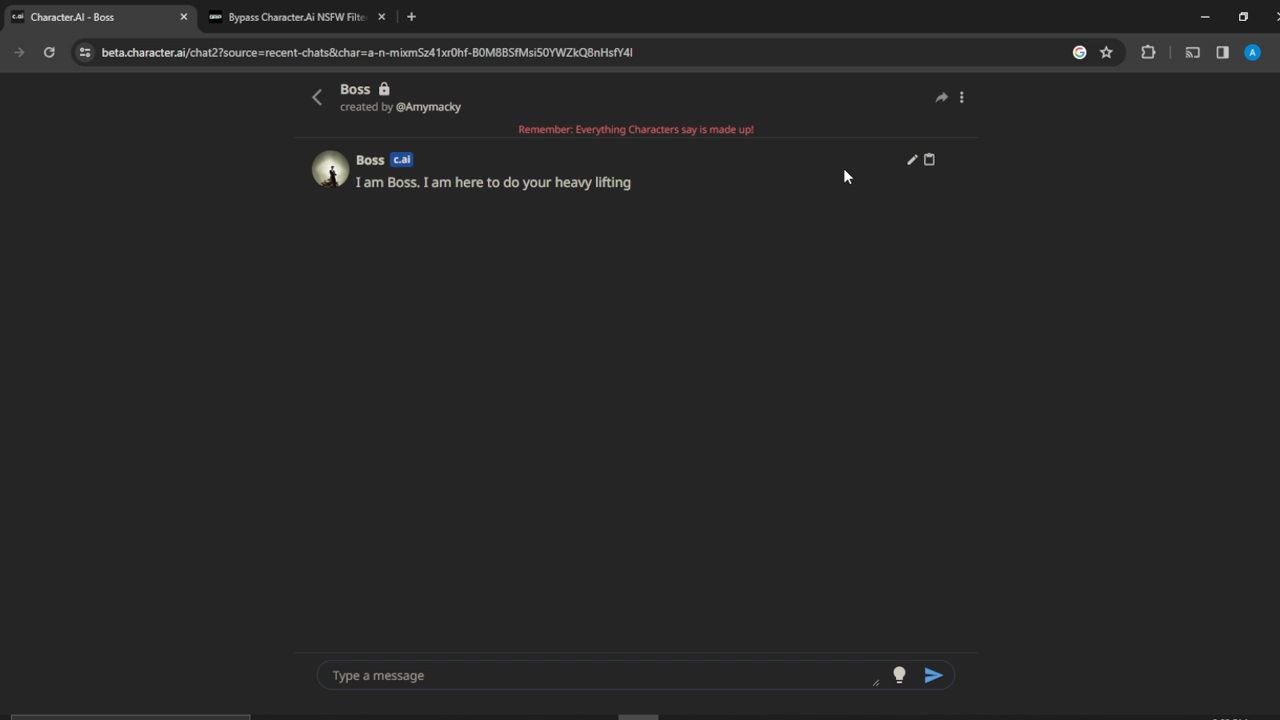 c.ai Character.AI - Boss
Bypass Character.Ai NSFW Filte
beta.character.ai/chat2?source=recent-chats&char=a-n-mixmSz41xr0hf-B0M8BSfMsi50YWZkQ8nHsfY4I
A
Boss
created by @Amymacky
Remember: Everything Characters say is made up!
Boss c.ai
I am Boss. I am here to do your heavy lifting
Type a message